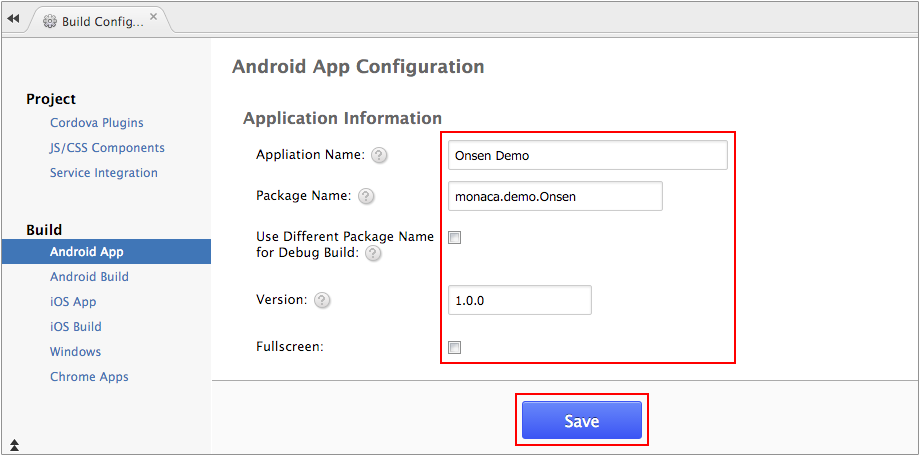 Build Config...
Project
Cordova Plugins
JS/CSS Components
Service Integration
Build
Android App
Android Build
iOS App
iOS Build
Windows
Chrome Apps
Android App Configuration
Application Information
Appliation Name: ?
Onsen Demo
Package Name: ?
monaca.demo.Onsen
Use Different Package Name
for Debug Build: ?
Version: ?
1.0.0
Fullscreen:
Save